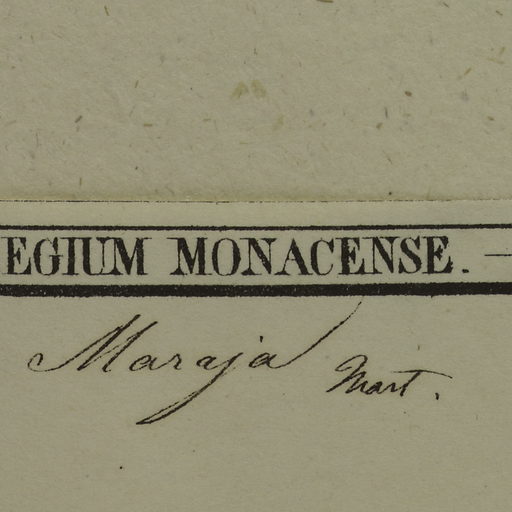 EGIUM MONACENSE. —
Maraja Mart.